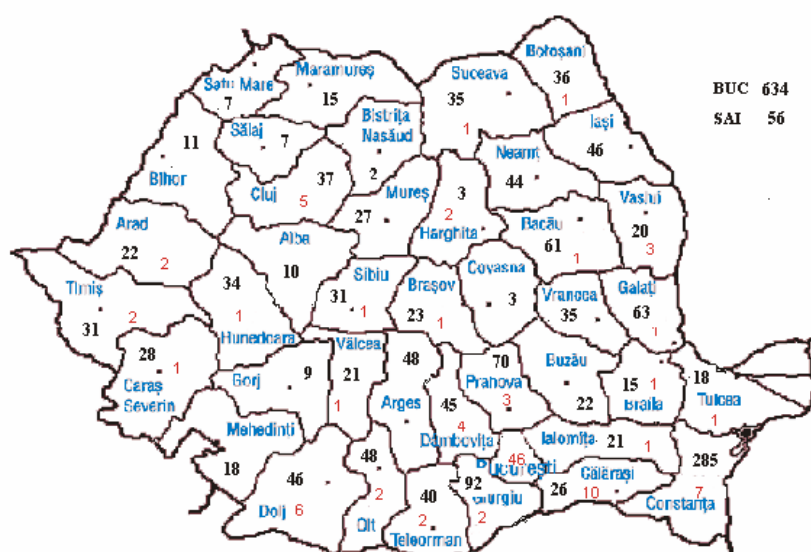 Botoșani
36
1
Suceava
35
1
Maramureș
15
Satu Mare
7
BUC 634
SAI 56
Iași
46
Bistrița
Năsăud
2
Sălaj
7
11
Bihor
Neamț
44
37
Cluj 5
Mureș
27
3
2
Harghita
Vaslui
20
3
Bacău
61
1
Arad
22 2
Alba
10
Sibiu
31
1
Brașov
23
1
Covasna
3
Vrancea
35
Galați
63
1
Timiș
31
2
34
1
Hunedoara
28
1
Caraș
Severin
Gorj
9
Vâlcea
21
1
48
Argeș
70
Prahova
3
45
4
Dambovița
Buzău
22
15 1
Braila
18
Tulcea
1
Mehedinti
18
46
Dolj 6
48
2
Olt
40
2
Teleorman
46
București
92
Giurgiu
2
Ialomița 21 1
Călărași
26 10
285
7
Constanța